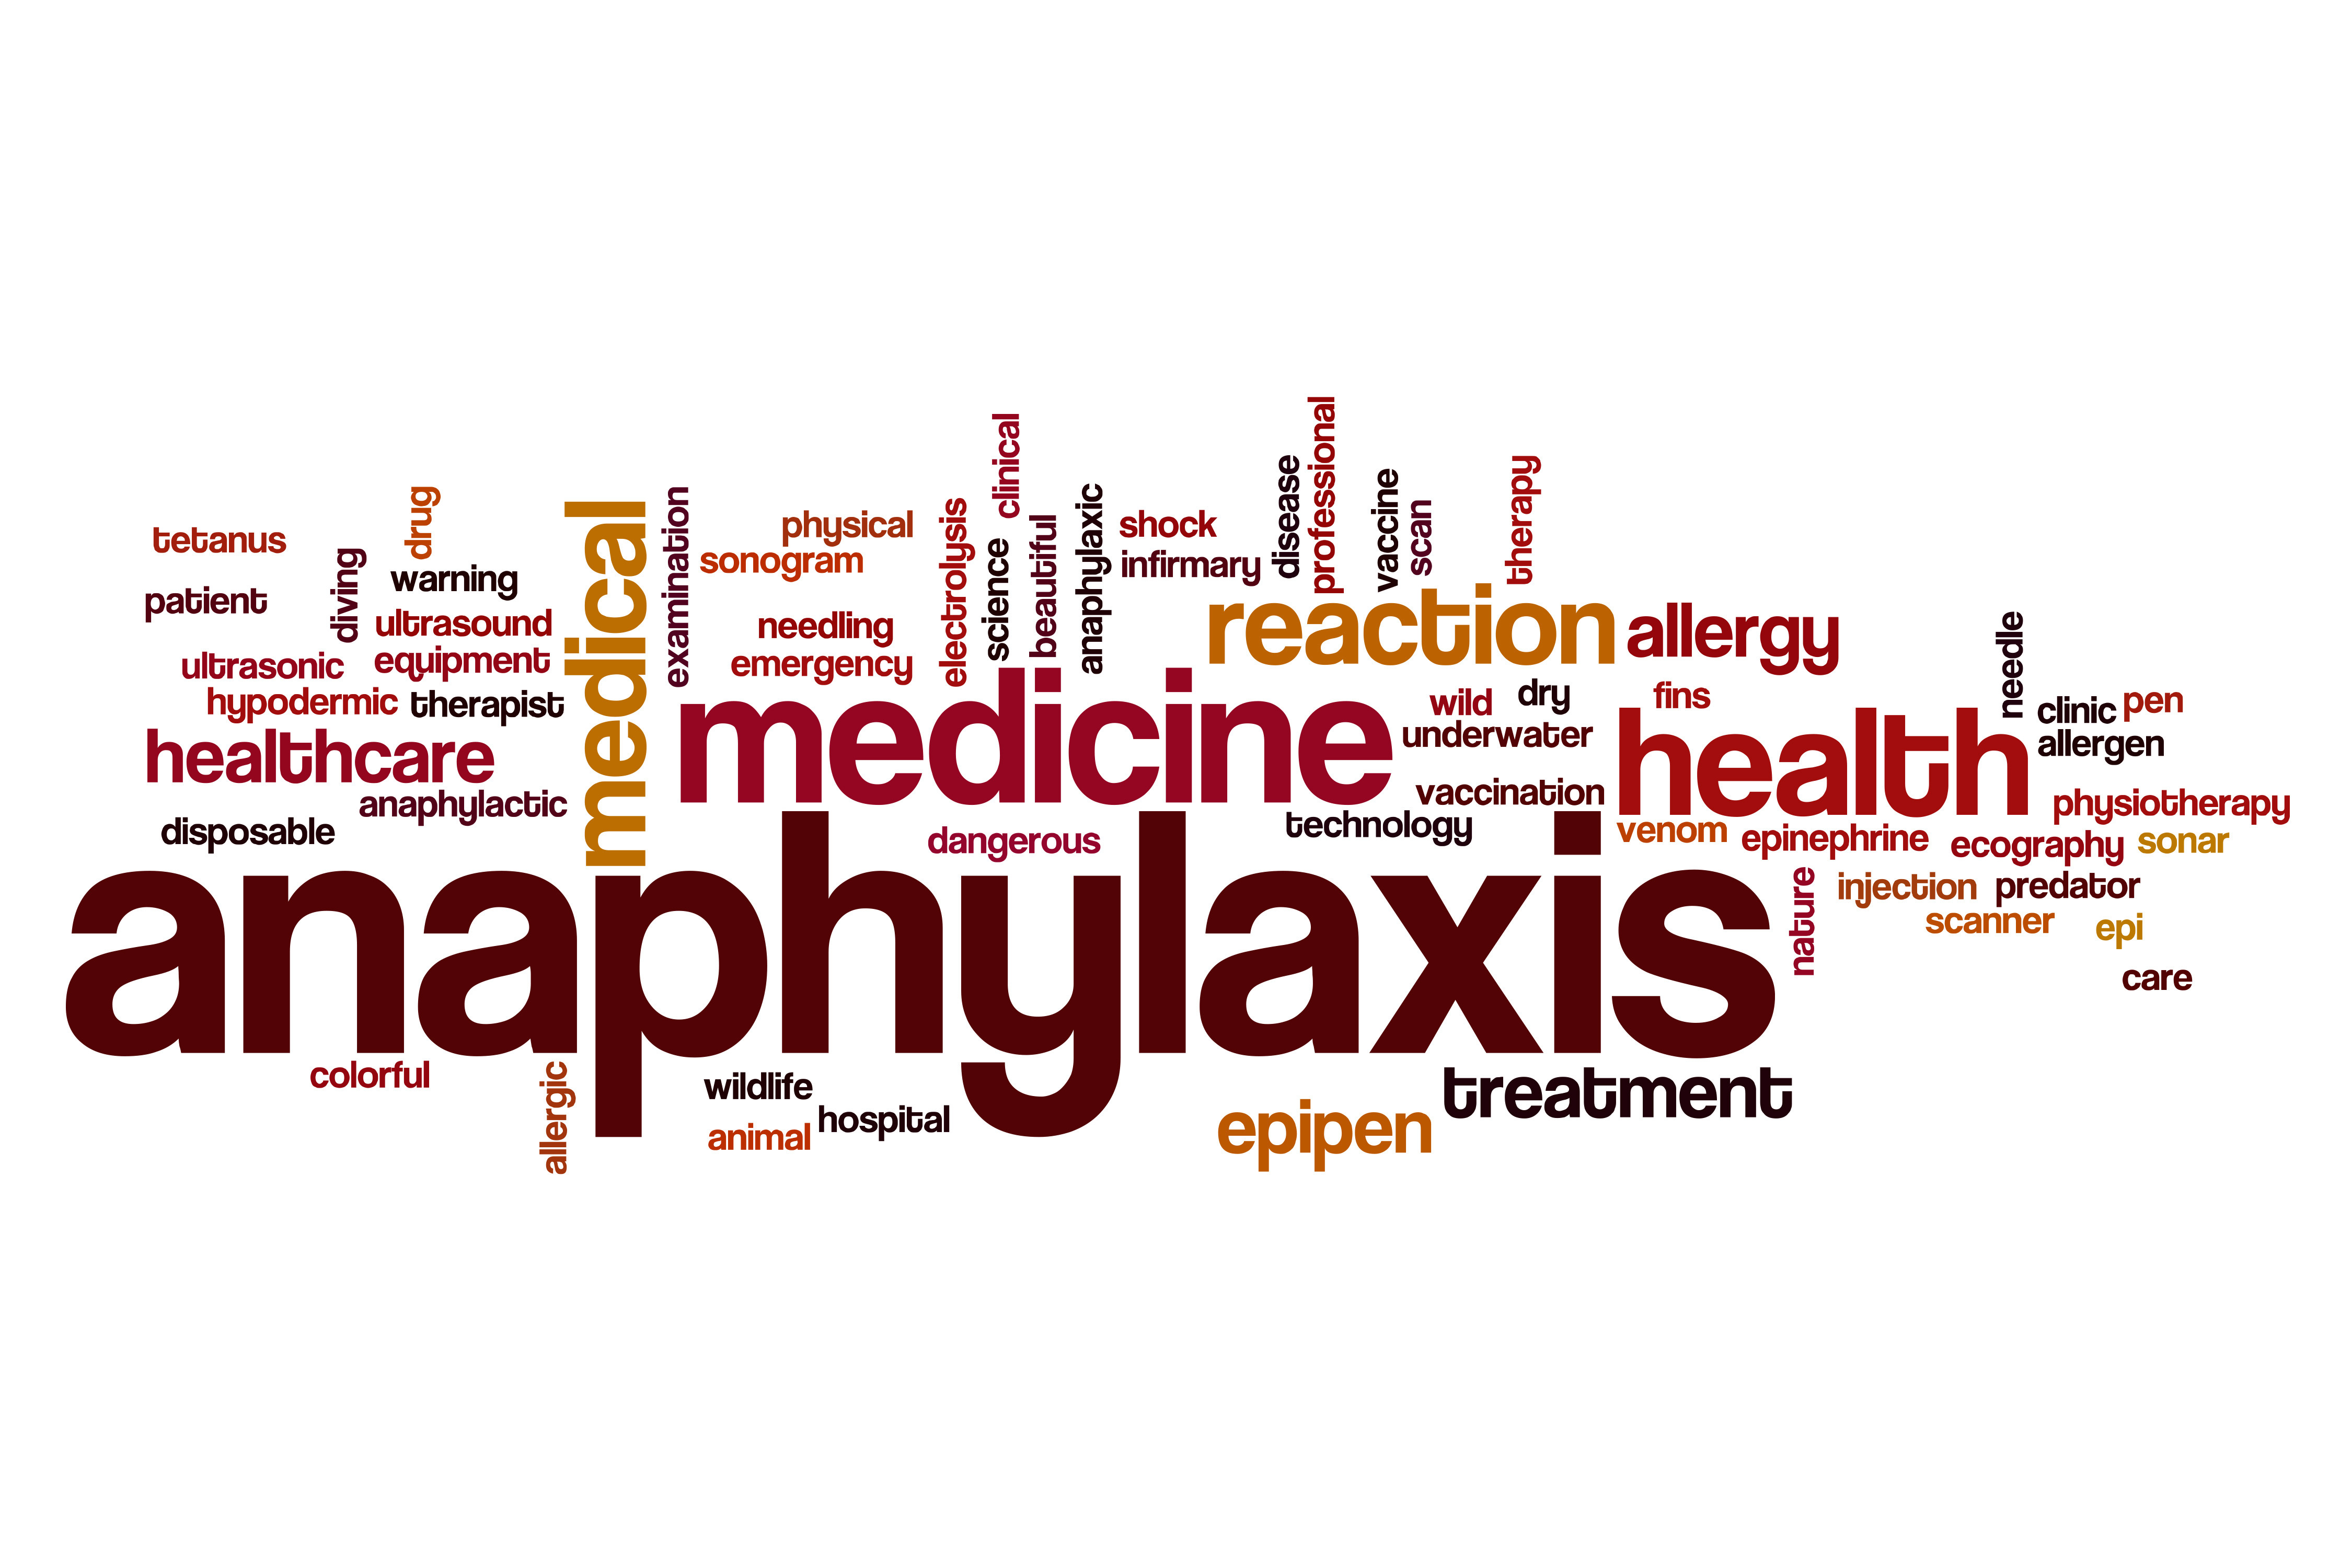 clinical
professional
disease
therapy
vaccine
scan
drug
examination
anaphylaxic
electrolysis
medical
physical
shock
beautiful
science
tetanus
diving
warning
sonogram
infirmary
patient
ultrasound
needling
reaction
allergy
needle
ultrasonic
equipment
emergency
hypodermic
therapist
medicine
wild
dry
fins
clinic
pen
underwater
health
allergen
healthcare
anaphylactic
vaccination
physiotherapy
disposable
dangerous
technology
venom
epinephrine
ecography
sonar
anaphylaxis
nature
injection
predator
scanner
epi
care
colorful
allergic
wildlife
treatment
animal
hospital
epipen